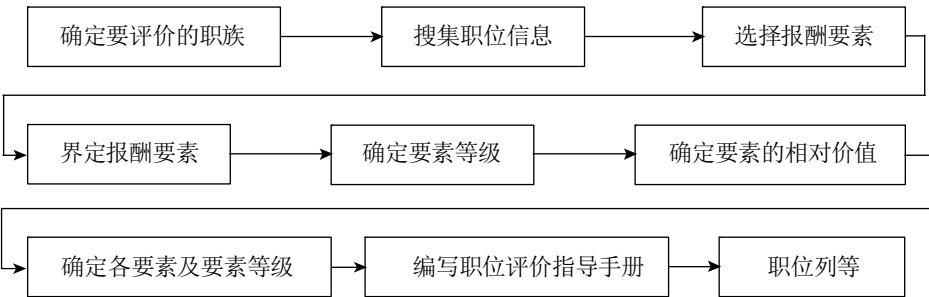 确定要评价的职族
搜集职位信息
选择报酬要素
界定报酬要素
确定要素等级
确定要素的相对价值
确定各要素及要素等级
编写职位评价指导手册
职位列等